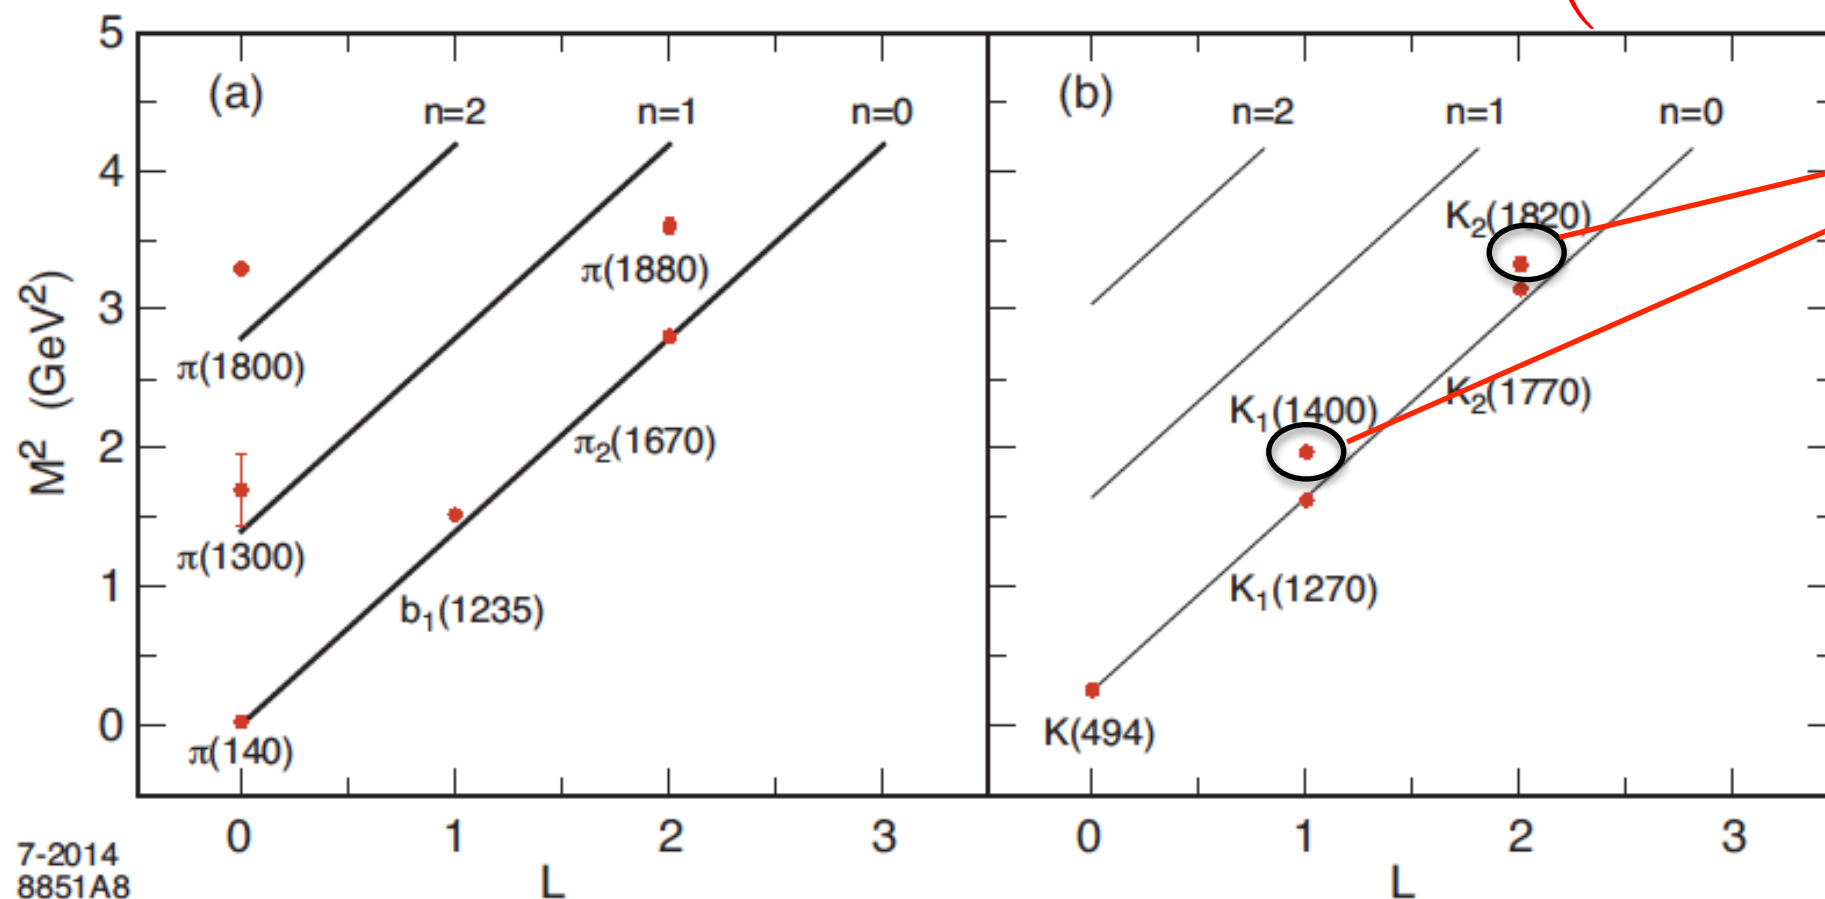 5
4
3
2
1
0
M² (GeV²)
(a)
n=2
n=1
n=0
π(1880)
π(1800)
π₂(1670)
π(1300)
b₁(1235)
π(140)
0
1
2
3
L
(b)
n=2
n=1
n=0
K₂(1820)
K₁(1400)
K₂(1770)
K₁(1270)
K(494)
0
1
2
3
L
7-2014
8851A8